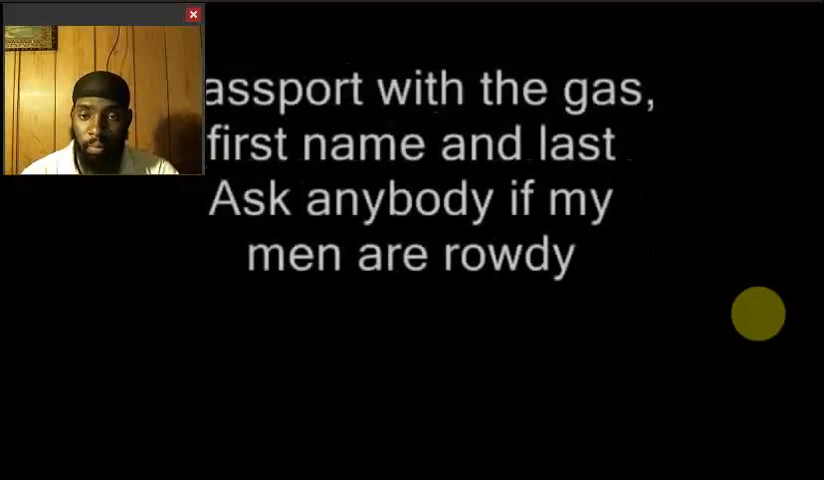 assport with the gas,
first name and last
Ask anybody if my
men are rowdy